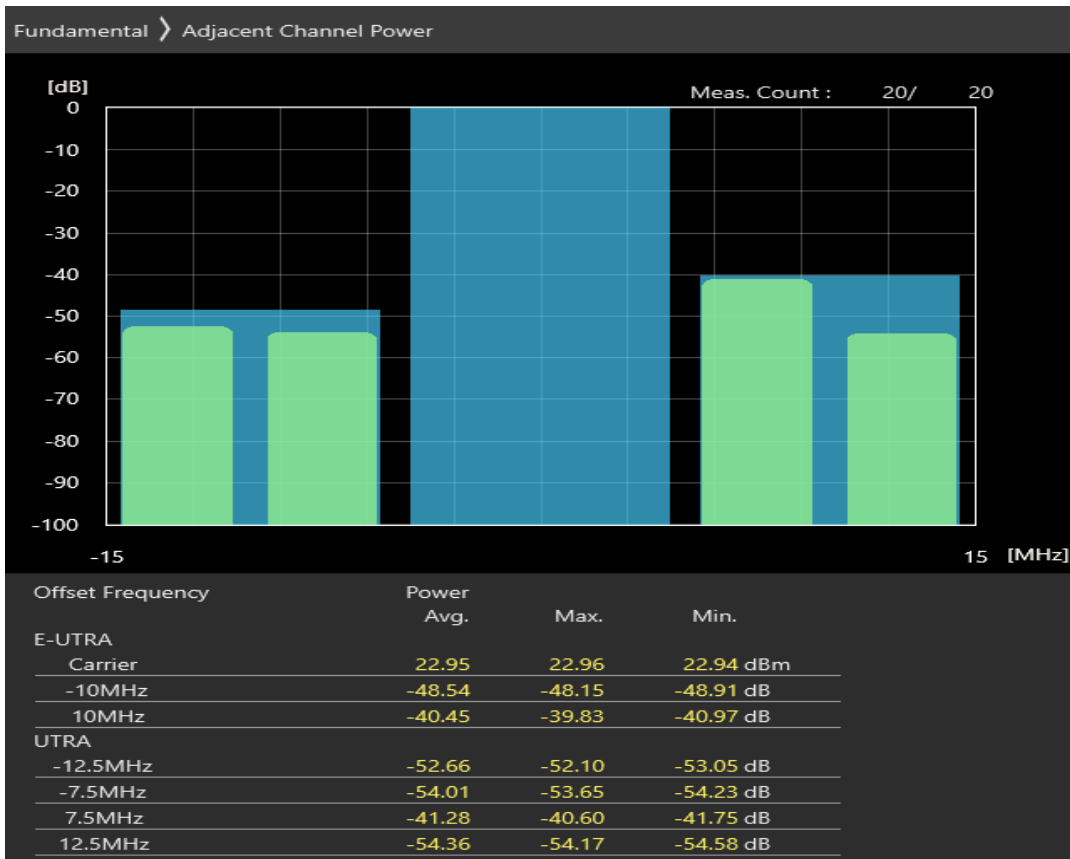 Fundamental 〉 Adjacent Channel Power
[dB]
Meas. Count : 20/ 20
0
-10
-20
-30
-40
-50
-60
-70
-80
-90
-100
-15 15 [MHz]
Offset Frequency Power
Avg. Max. Min.
E-UTRA
Carrier 22.95 22.96 22.94 dBm
-10MHz -48.54 -48.15 -48.91 dB
10MHz -40.45 -39.83 -40.97 dB
UTRA
-12.5MHz -52.66 -52.10 -53.05 dB
-7.5MHz -54.01 -53.65 -54.23 dB
7.5MHz -41.28 -40.60 -41.75 dB
12.5MHz -54.36 -54.17 -54.58 dB